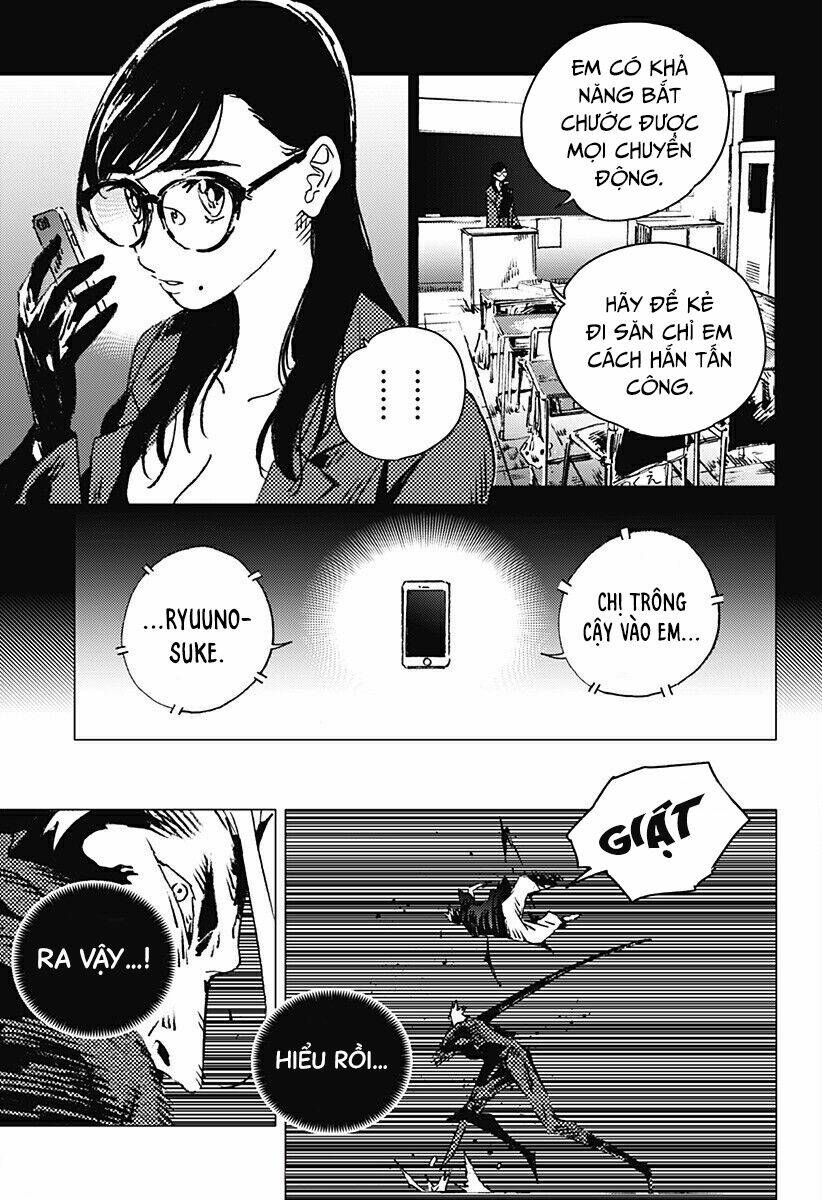 EM CÓ KHẢ
NĂNG BẮT
CHƯỚC ĐƯỢC
MỌI CHUYỂN
ĐỘNG.
HÃY ĐỂ KẺ
ĐI SĂN CHỈ EM
CÁCH HẮN TẤN
CÔNG.
CHỊ TRÔNG
CẬY VÀO EM...
...RYUUNO-
SUKE.
GIẬT
HIỂU RỒI...
RA VẬY...!